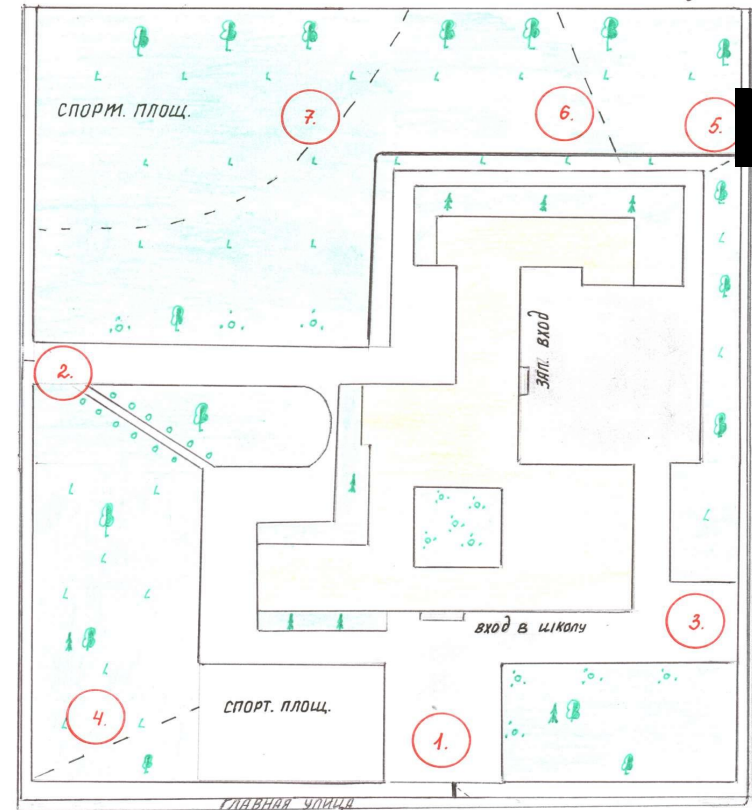 СПОРТ. ПЛОЩ.
7.
6.
5.
ЗАП. ВХОД
2.
ВХОД В ШКОЛУ
3.
СПОРТ. ПЛОЩ.
4.
1.
ГЛАВНАЯ УЛИЦА